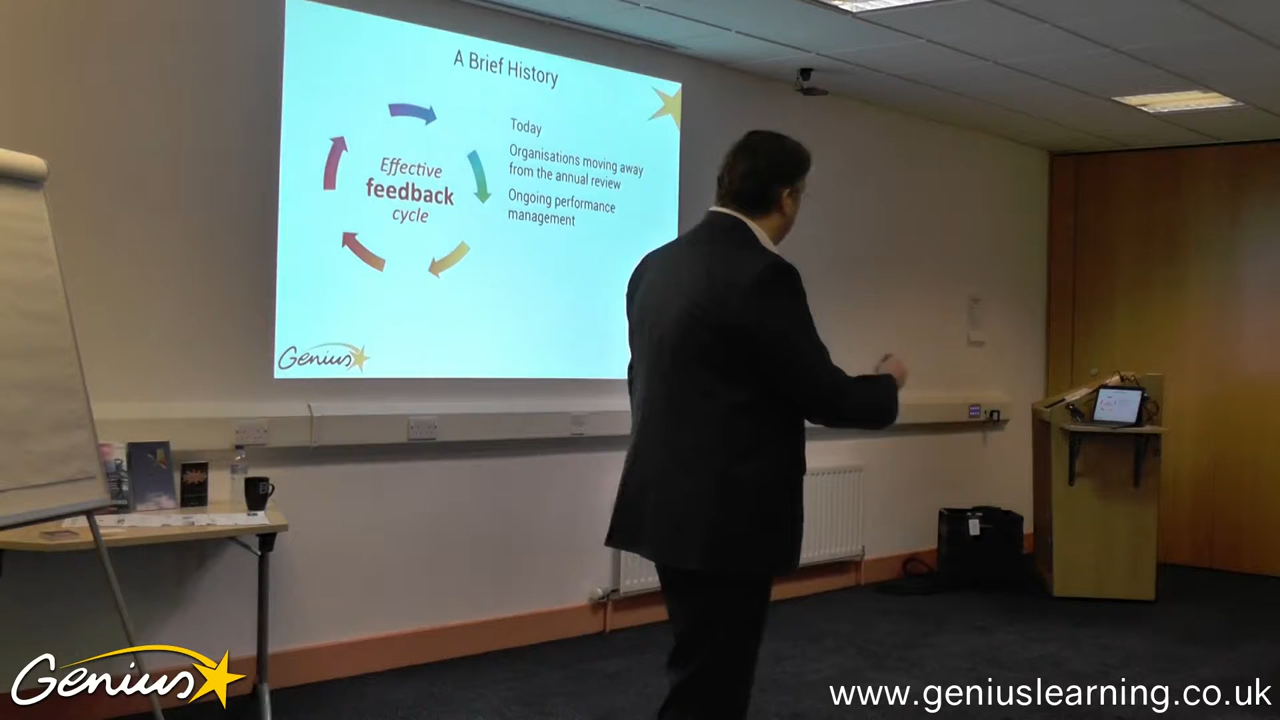 A Brief History
Effective
feedback
cycle
Today
Organisations moving away
from the annual review
Ongoing performance
management
Genius
Genius
www.geniuslearning.co.uk